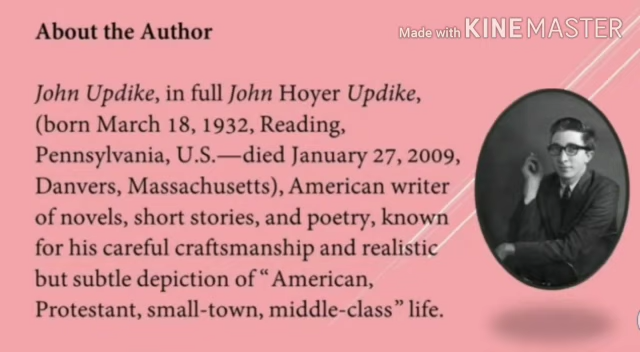 About the Author
Made with KINEMASTER
John Updike, in full John Hoyer Updike,
(born March 18, 1932, Reading,
Pennsylvania, U.S.—died January 27, 2009,
Danvers, Massachusetts), American writer
of novels, short stories, and poetry, known
for his careful craftsmanship and realistic
but subtle depiction of “American,
Protestant, small-town, middle-class” life.